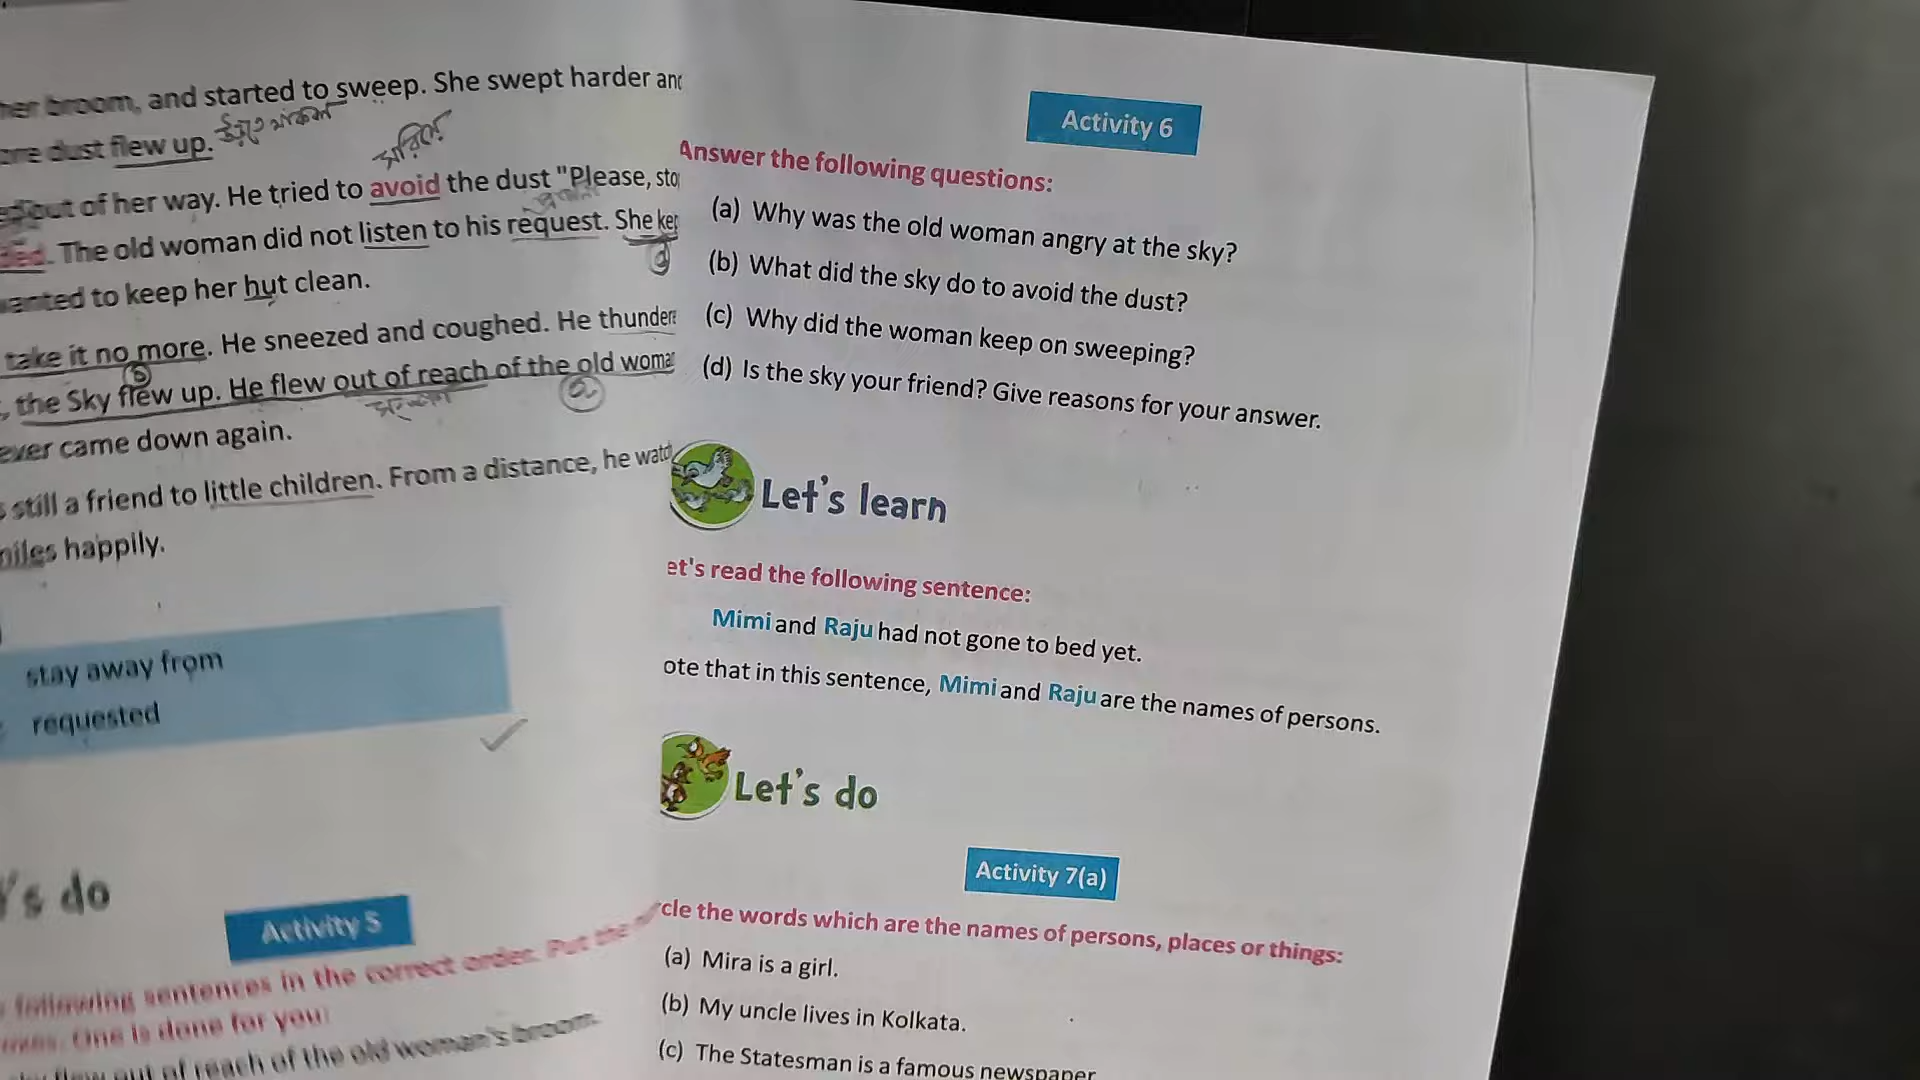 her broom, and started to sweep. She swept harder and
dust flew up. উড়তে থাকল
এড়িয়ে
out of her way. He tried to avoid the dust "Please, sto
The old woman did not listen to his request. She kep
wanted to keep her hut clean.
take it no more. He sneezed and coughed. He thundere
b
, the Sky flew up. He flew out of reach of the old woma
a
ever came down again.
still a friend to little children. From a distance, he watc
miles happily.
stay away from
requested
's do
Activity 5
following sentences in the correct order. Put the
One is done for you:
flew out of reach of the old woman's broom.
Activity 6
Answer the following questions:
(a) Why was the old woman angry at the sky?
(b) What did the sky do to avoid the dust?
(c) Why did the woman keep on sweeping?
(d) Is the sky your friend? Give reasons for your answer.
Let's learn
et's read the following sentence:
Mimi and Raju had not gone to bed yet.
ote that in this sentence, Mimi and Raju are the names of persons.
Let's do
Activity 7(a)
rcle the words which are the names of persons, places or things:
(a) Mira is a girl.
(b) My uncle lives in Kolkata.
(c) The Statesman is a famous newspaper